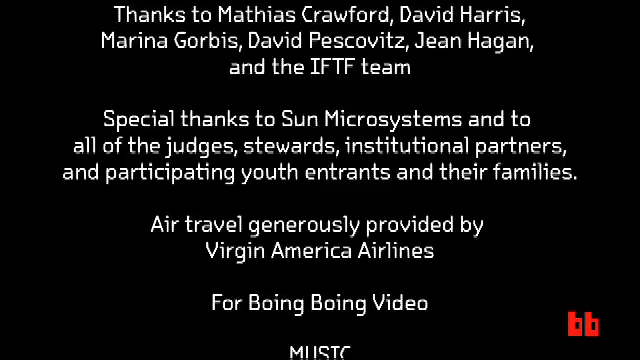 Thanks to Mathias Crawford, David Harris,
Marina Gorbis, David Pescovitz, Jean Hagan,
and the IFTF team
Special thanks to Sun Microsystems and to
all of the judges, stewards, institutional partners,
and participating youth entrants and their families.
Air travel generously provided by
Virgin America Airlines
For Boing Boing Video
bb
MUSIC